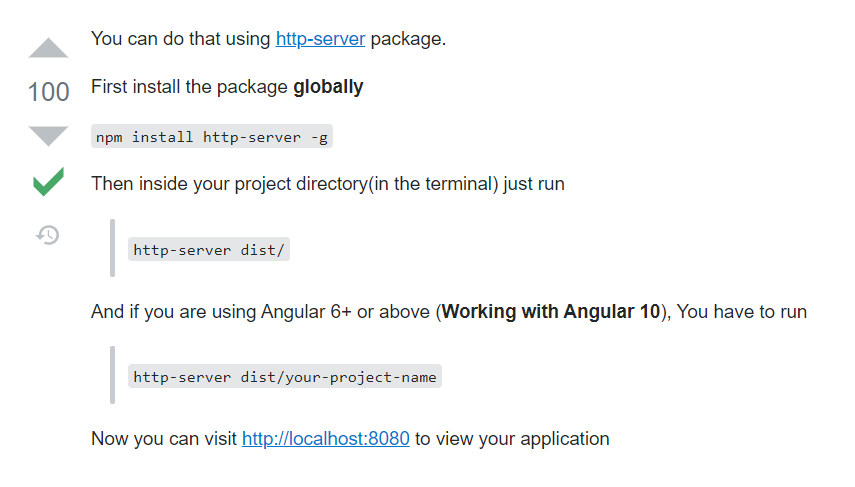 You can do that using http-server package.
100
First install the package globally
npm install http-server -g
Then inside your project directory(in the terminal) just run
http-server dist/
And if you are using Angular 6+ or above (Working with Angular 10), You have to run
http-server dist/your-project-name
Now you can visit http://localhost:8080 to view your application